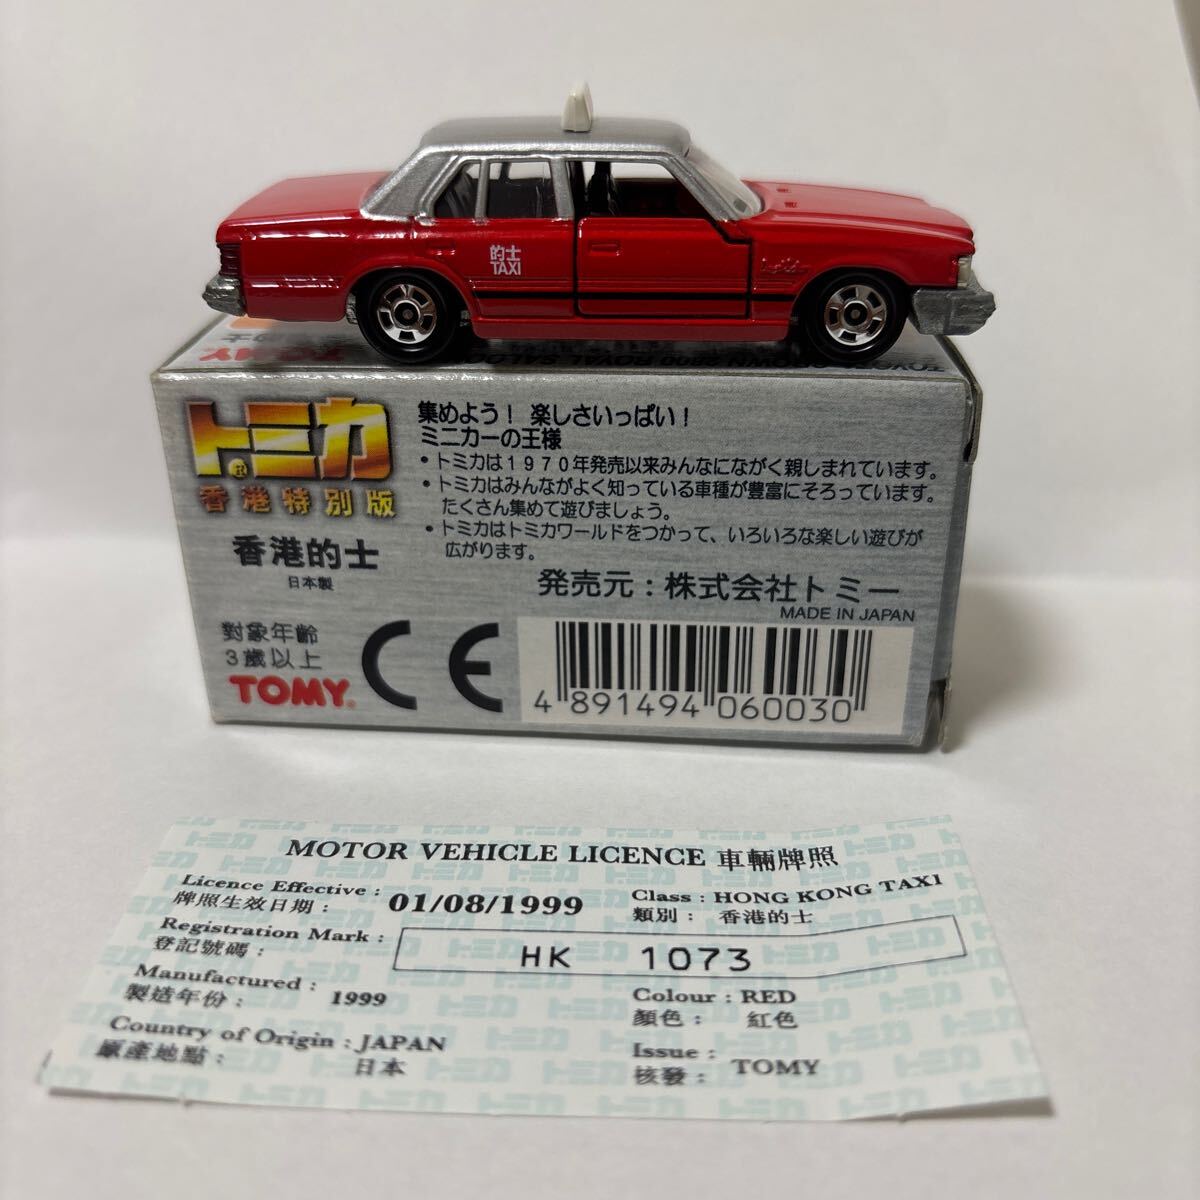 的士
TAXI
TOMY
TOYOTA CROWN 2800 ROYAL SALOON
トミカ
香港特別版
香港的士
日本製
対象年齢
3歳以上
TOMY
集めよう！ 楽しさいっぱい！
ミニカーの王様
・トミカは1970年発売以来みんなにながく親しまれています。
・トミカはみんながよく知っている車種が豊富にそろっています。
たくさん集めて遊びましょう。
・トミカはトミカワールドをつかって、いろいろな楽しい遊びが
広がります。
発売元：株式会社トミー
MADE IN JAPAN
CE
4 891494 060030
MOTOR VEHICLE LICENCE 車輛牌照
Licence Effective :
牌照生效日期 :
01/08/1999
Class : HONG KONG TAXI
類別 : 香港的士
Registration Mark :
登記號碼 :
HK 1073
Manufactured :
製造年份 :
1999
Colour : RED
顏色 : 紅色
Country of Origin : JAPAN
原產地點 : 日本
Issue :
核發 :
TOMY